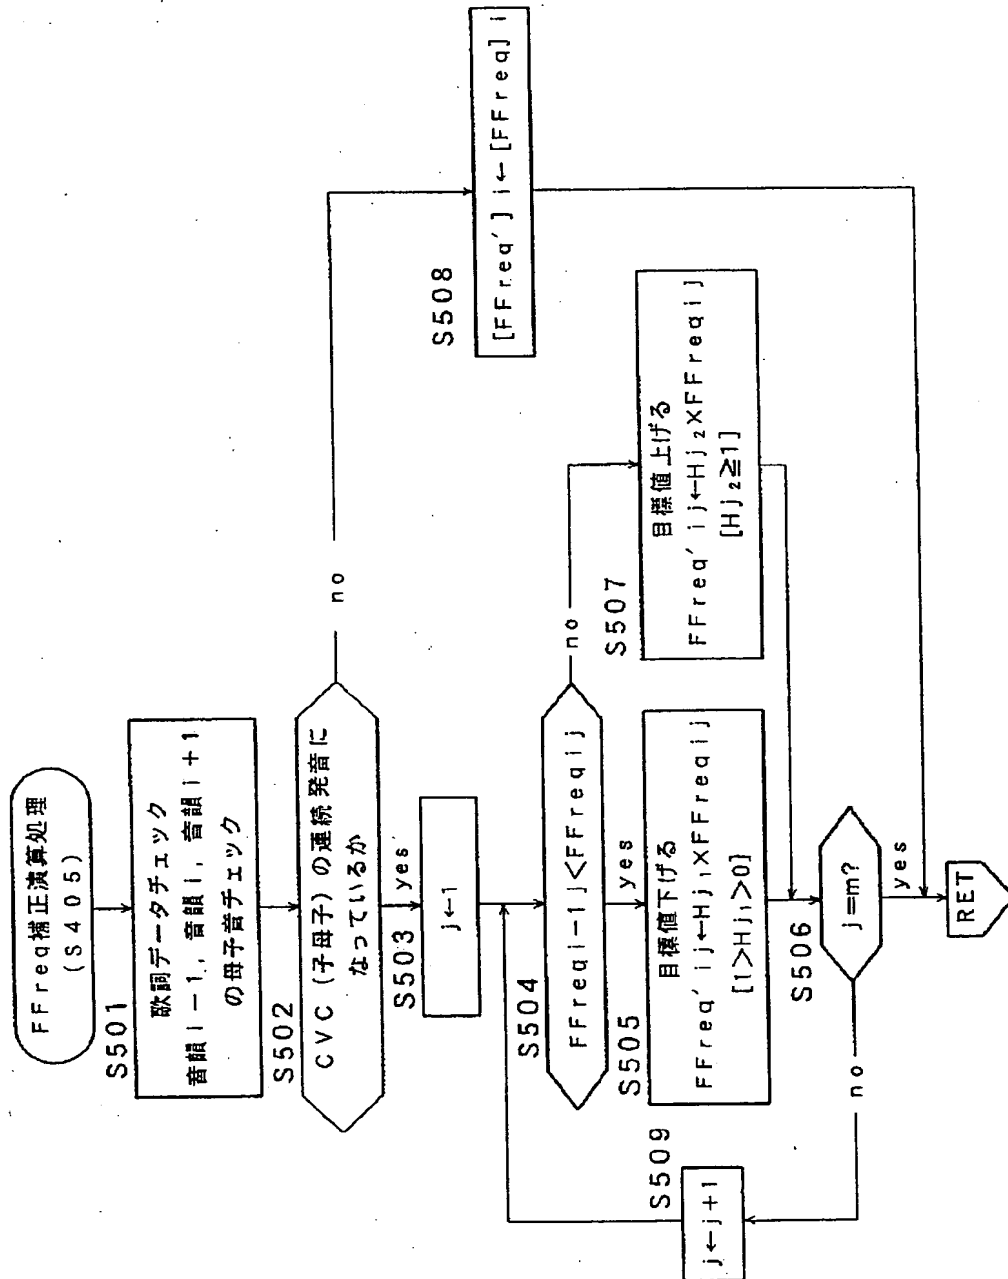 FFreq補正演算処理
(S405)
S501
歌詞データチェック
音韻i-1, 音韻i, 音韻i+1
の母子音チェック
S502
CVC(子母子)の連続発音に
なっているか
no
yes
S503
j←1
S504
FFreqi-1j<FFreqij
no
yes
S505
目標値下げる
FFreq'ij←Hj₁×FFreqij
[1>Hj₁>0]
S507
目標値上げる
FFreq'ij←Hj₂×FFreqij
[Hj₂≧1]
S506
j=m?
no
yes
S509
j←j+1
S508
[FFreq']i←[FFreq]i
RET